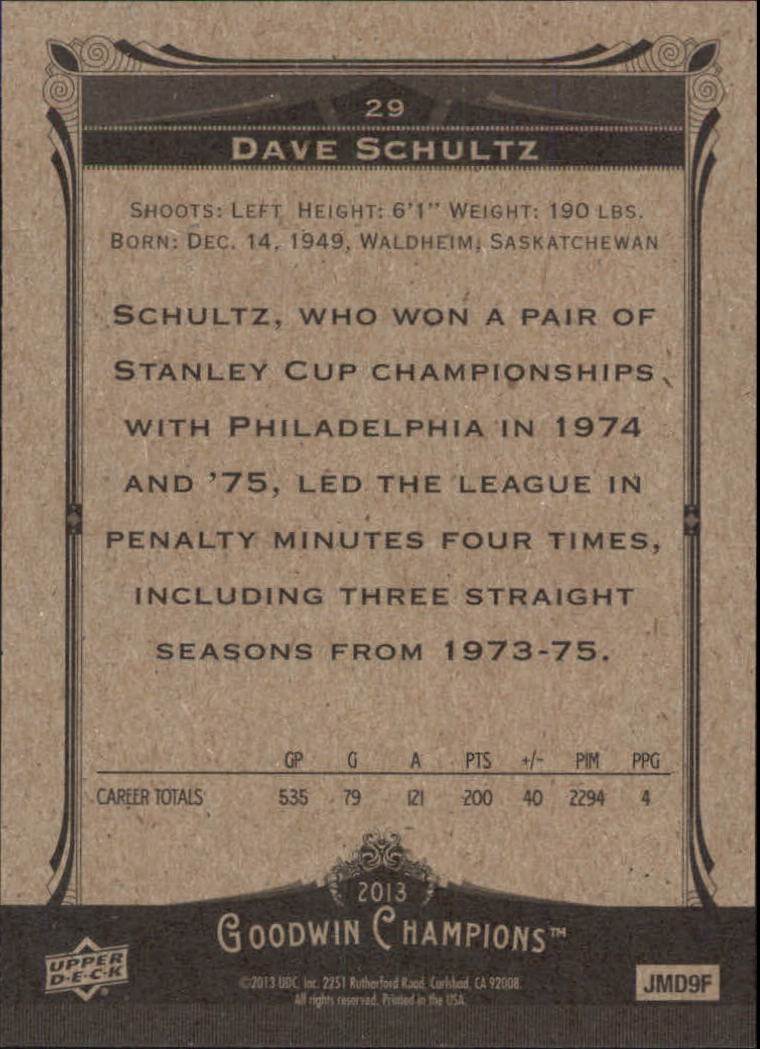 29
DAVE SCHULTZ
SHOOTS: LEFT HEIGHT: 6'1" WEIGHT: 190 LBS.
BORN: DEC. 14, 1949, WALDHEIM, SASKATCHEWAN
SCHULTZ, WHO WON A PAIR OF
STANLEY CUP CHAMPIONSHIPS
WITH PHILADELPHIA IN 1974
AND '75, LED THE LEAGUE IN
PENALTY MINUTES FOUR TIMES,
INCLUDING THREE STRAIGHT
SEASONS FROM 1973-75.
GP G A PTS +/- PIM PPG
CAREER TOTALS 535 79 121 200 40 2294 4
2013
GOODWIN CHAMPIONS™
UPPER
D•E•C•K
©2013 UDC, Inc. 2251 Rutherford Road, Carlsbad, CA 92008.
All rights reserved. Printed in the USA.
JMD9F